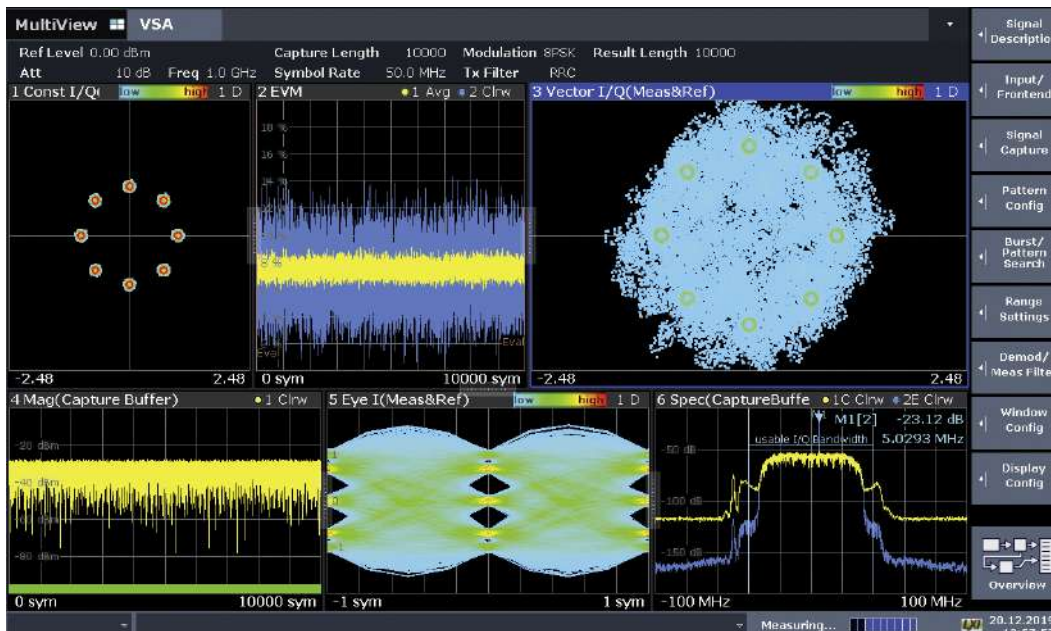 MultiView VSA
Ref Level 0.00 dBm Capture Length 10000 Modulation 8PSK Result Length 10000
Att 10 dB Freq 1.0 GHz Symbol Rate 50.0 MHz Tx Filter RRC
1 Const I/Q( low high 1 D
2 EVM 1 Avg 2 Clrw
3 Vector I/Q(Meas&Ref) low high 1 D
18 %
16 %
Eval Eval
-2.48 2.48
0 sym 10000 sym
-2.48 2.48
4 Mag(Capture Buffer) 1 Clrw
5 Eye I(Meas&Ref) low high 1 D
6 Spec(CaptureBuffe 1C Clrw 2E Clrw
M1[2] -23.12 dB
usable I/Q Bandwidth 5.0293 MHz
-20 dBm
-40 dBm
-80 dBm
-50 dB
-100 dB
-150 dB
0 sym 10000 sym
-1 sym 1 sym
-100 MHz 100 MHz
Measuring...
LXI
Signal
Descriptio
Input/
Frontend
Signal
Capture
Pattern
Config
Burst/
Pattern
Search
Range
Settings
Demod/
Meas Filte
Window
Config
Display
Config
Overview